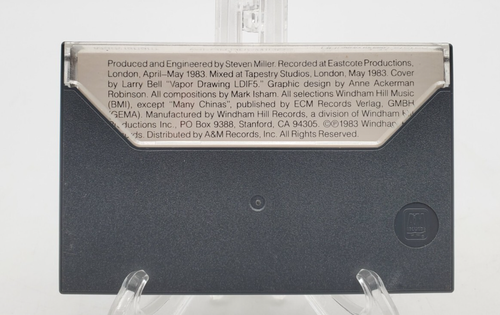 Produced and Engineered by Steven Miller. Recorded at Eastcote Productions,
London, April–May 1983. Mixed at Tapestry Studios, London, May 1983. Cover
by Larry Bell "Vapor Drawing LDIF5." Graphic design by Anne Ackerman
Robinson. All compositions by Mark Isham. All selections Windham Hill Music
(BMI), except "Many Chinas", published by ECM Records Verlag, GMBH
(GEMA). Manufactured by Windham Hill Records, a division of Windham
Productions Inc., PO Box 9388, Stanford, CA 94305. ©℗1983 Windham
Distributed by A&M Records, Inc. All Rights Reserved.